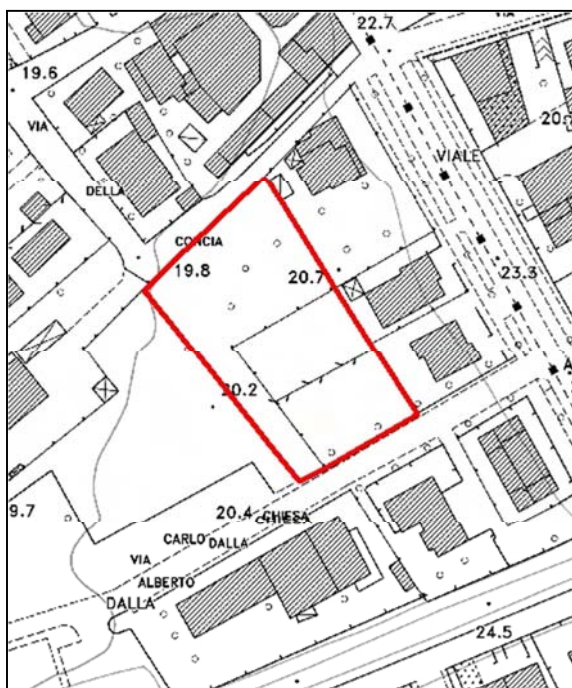 VIA
22.7
19.6
VIA
20.
VIALE
DELLA
CONCIA
19.8
20.7
23.3
20.2
A
9.7
20.4 CHIESA
CARLO DALLA
VIA
ALBERTO
DALLA
24.5